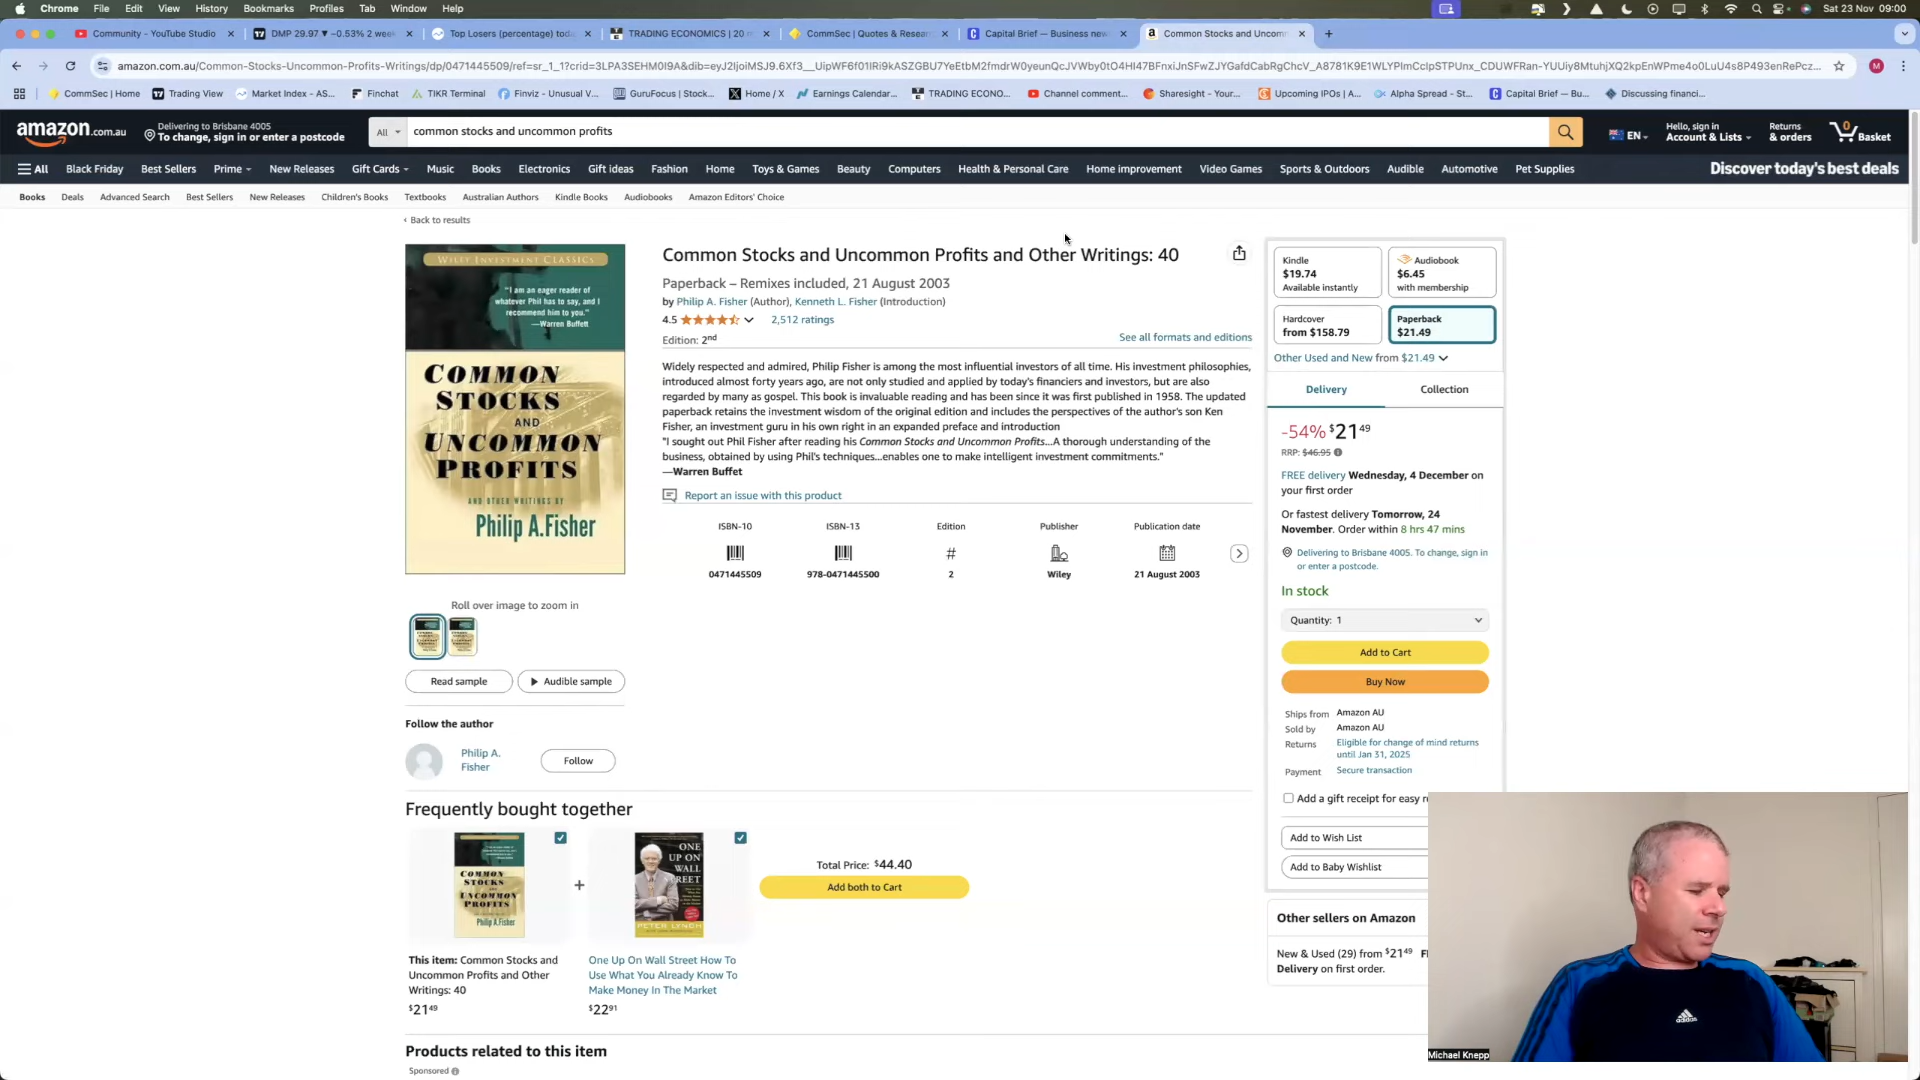 Chrome File Edit View History Bookmarks Profiles Tab Window Help
Sat 23 Nov 09:00
Community - YouTube Studio
DMP 29.97 ▼ −0.53% 2 wee
Top Losers (percentage) toda
TRADING ECONOMICS | 20 m
CommSec | Quotes & Resear
Capital Brief — Business new
Common Stocks and Uncomm
CommSec | Home
Trading View
Market Index - AS...
Finchat
TIKR Terminal
Finviz - Unusual V...
GuruFocus | Stock...
Home / X
Earnings Calendar...
TRADING ECONO...
Channel comment...
Sharesight - Your...
Upcoming IPOs | A...
Alpha Spread - St...
Capital Brief — Bu...
Discussing financi...
amazon.com.au
Delivering to Brisbane 4005
To change, sign in or enter a postcode
All
common stocks and uncommon profits
EN
Hello, sign in
Account & Lists
Returns
& orders
0
Basket
All Black Friday Best Sellers Prime New Releases Gift Cards Music Books Electronics Gift ideas Fashion Home Toys & Games Beauty Computers Health & Personal Care Home improvement Video Games Sports & Outdoors Audible Automotive Pet Supplies
Discover today's best deals
Books Deals Advanced Search Best Sellers New Releases Children's Books Textbooks Australian Authors Kindle Books Audiobooks Amazon Editors' Choice
‹ Back to results
WILEY INVESTMENT CLASSICS
"I am an eager reader of
whatever Phil has to say, and I
recommend him to you."
—Warren Buffett
COMMON
STOCKS
AND
UNCOMMON
PROFITS
AND OTHER WRITINGS BY
Philip A.Fisher
Roll over image to zoom in
Read sample
Audible sample
Follow the author
Philip A.
Fisher
Follow
Common Stocks and Uncommon Profits and Other Writings: 40
Paperback – Remixes included, 21 August 2003
by Philip A. Fisher (Author), Kenneth L. Fisher (Introduction)
4.5 2,512 ratings
Edition: 2nd
See all formats and editions
Widely respected and admired, Philip Fisher is among the most influential investors of all time. His investment philosophies,
introduced almost forty years ago, are not only studied and applied by today's financiers and investors, but are also
regarded by many as gospel. This book is invaluable reading and has been since it was first published in 1958. The updated
paperback retains the investment wisdom of the original edition and includes the perspectives of the author's son Ken
Fisher, an investment guru in his own right in an expanded preface and introduction
"I sought out Phil Fisher after reading his Common Stocks and Uncommon Profits...A thorough understanding of the
business, obtained by using Phil's techniques...enables one to make intelligent investment commitments."
—Warren Buffet
Report an issue with this product
ISBN-10 ISBN-13 Edition Publisher Publication date
#
0471445509 978-0471445500 2 Wiley 21 August 2003
Kindle
$19.74
Available instantly
Audiobook
$6.45
with membership
Hardcover
from $158.79
Paperback
$21.49
Other Used and New from $21.49
Delivery Collection
-54% $21 49
RRP: $46.95
FREE delivery Wednesday, 4 December on
your first order
Or fastest delivery Tomorrow, 24
November. Order within 8 hrs 47 mins
Delivering to Brisbane 4005. To change, sign in
or enter a postcode.
In stock
Quantity: 1
Add to Cart
Buy Now
Ships from Amazon AU
Sold by Amazon AU
Returns Eligible for change of mind returns
until Jan 31, 2025
Payment Secure transaction
Add a gift receipt for easy r
Add to Wish List
Add to Baby Wishlist
Other sellers on Amazon
New & Used (29) from $21 49
Delivery on first order.
Frequently bought together
COMMON
STOCKS
AND
UNCOMMON
PROFITS
Philip A.Fisher
+
ONE
UP ON
WALL
STREET
PETER LYNCH
Total Price: $44.40
Add both to Cart
This item: Common Stocks and
Uncommon Profits and Other
Writings: 40
$21 49
One Up On Wall Street How To
Use What You Already Know To
Make Money In The Market
$22 91
Products related to this item
Sponsored
adidas
Michael Knepp